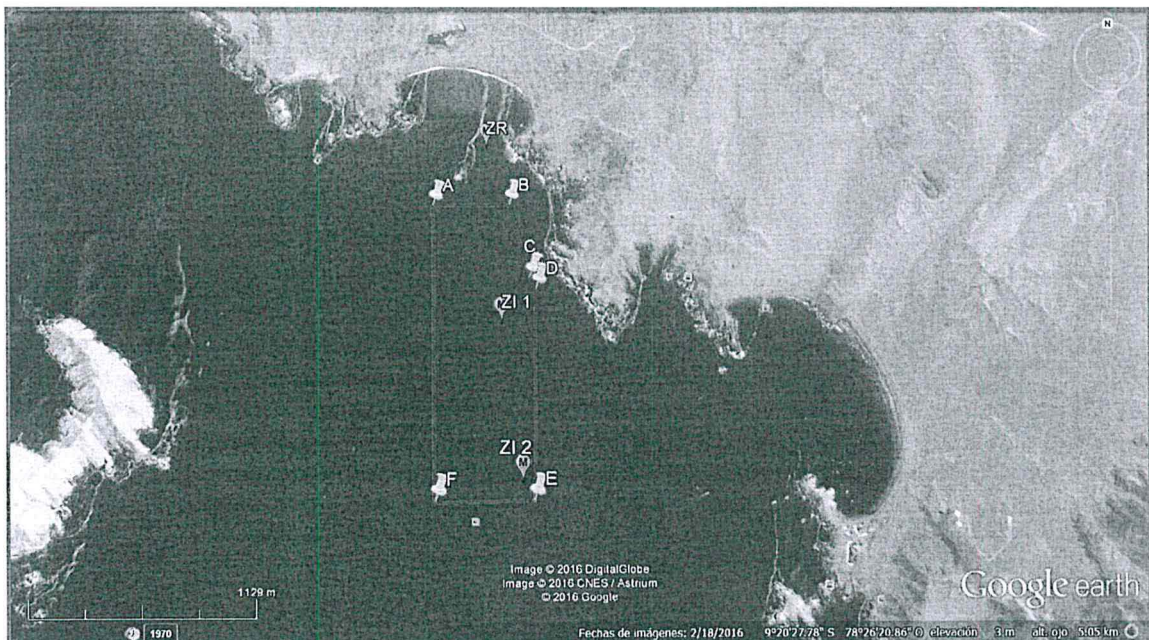 N
ZR
A
B
C
D
ZI 1
ZI 2
M
F
E
Image © 2016 DigitalGlobe
Image © 2016 CNES / Astrium
© 2016 Google
Google earth
1129 m
1970
Fechas de imágenes: 2/18/2016 9°20'27.78" S 78°26'20.86" O elevación 3 m alt. ojo 5.05 km